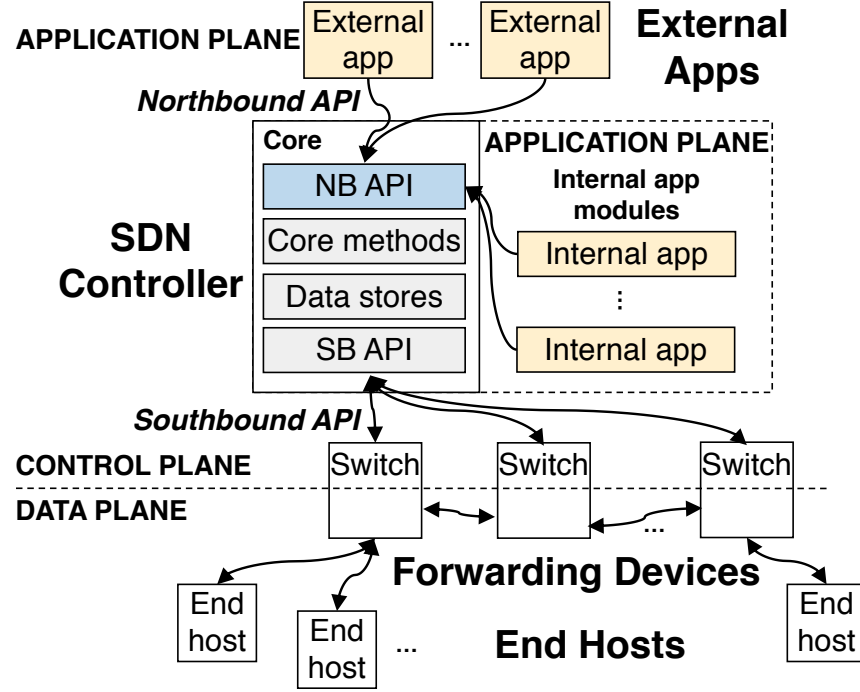 APPLICATION PLANE
External
app
...
External
app
External
Apps
Northbound API
Core
APPLICATION PLANE
NB API
Internal app
modules
SDN
Controller
Core methods
Internal app
Data stores
...
SB API
Internal app
Southbound API
CONTROL PLANE
Switch
Switch
Switch
DATA PLANE
...
Forwarding Devices
End
host
End
host
...
End Hosts
End
host